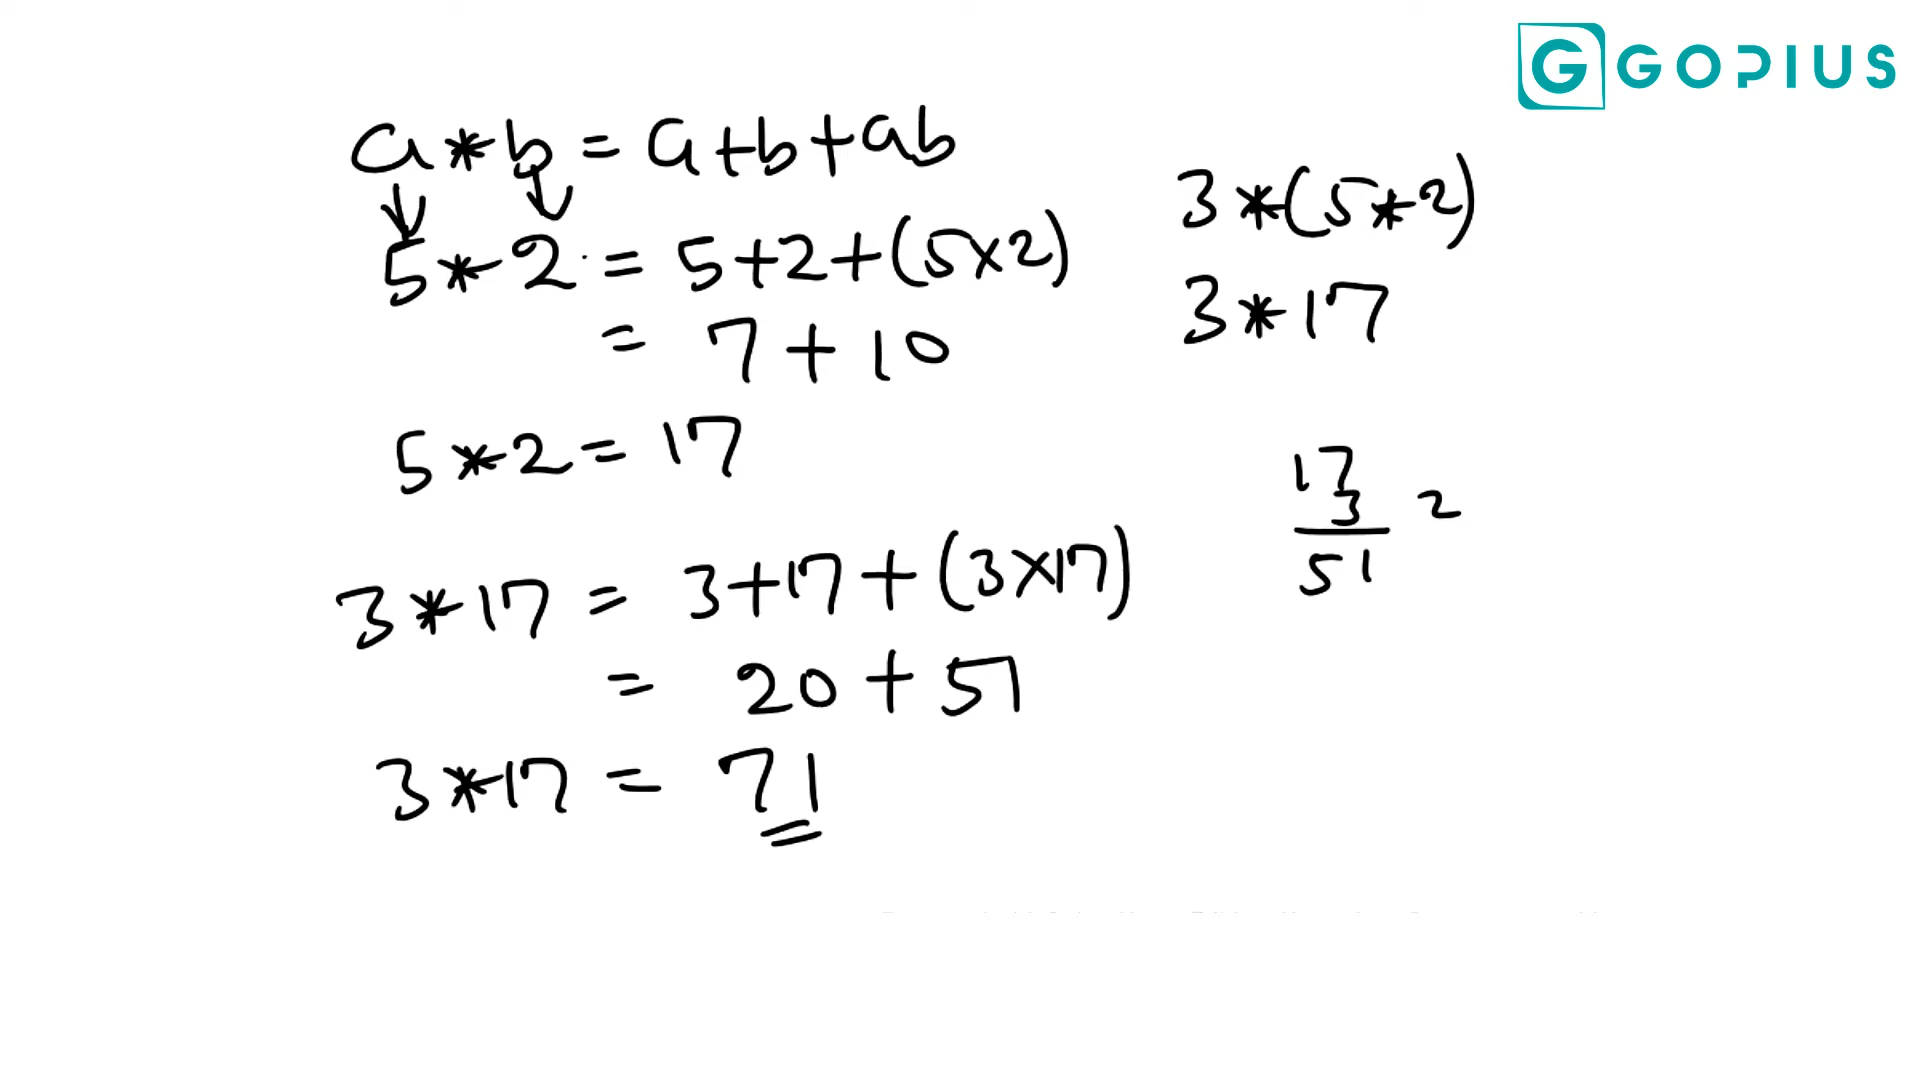 GOPIUS
a * b = a + b + ab
5 * 2 = 5 + 2 + (5 x 2)
= 7 + 10
5 * 2 = 17
3 * 17 = 3 + 17 + (3 x 17)
= 20 + 51
3 * 17 = 71
3 * (5 * 2)
3 * 17
17
3 2
51